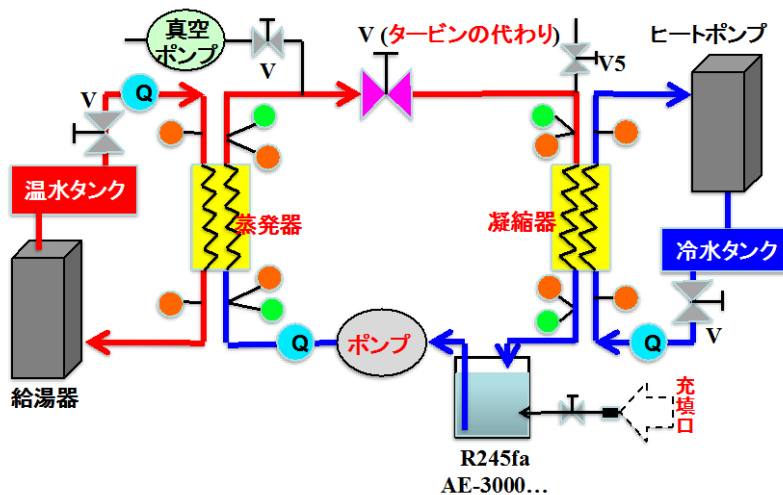 真空
ポンプ
V
V (タービンの代わり)
V5
ヒートポンプ
V
Q
温水タンク
蒸発器
凝縮器
冷水タンク
V
Q
ポンプ
Q
給湯器
充填口
R245fa
AE-3000…